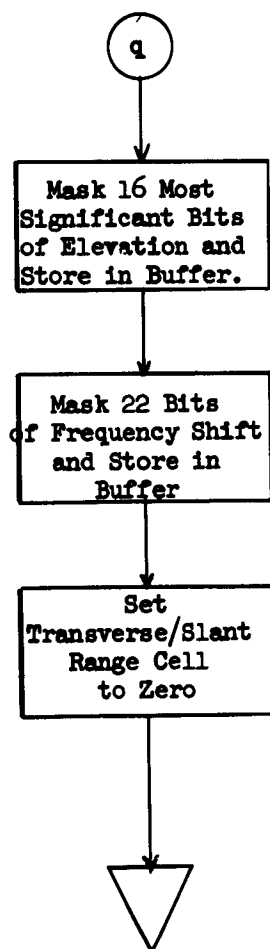 q
Mask 16 Most
Significant Bits
of Elevation and
Store in Buffer.
Mask 22 Bits
of Frequency Shift
and Store in
Buffer
Set
Transverse/Slant
Range Cell
to Zero